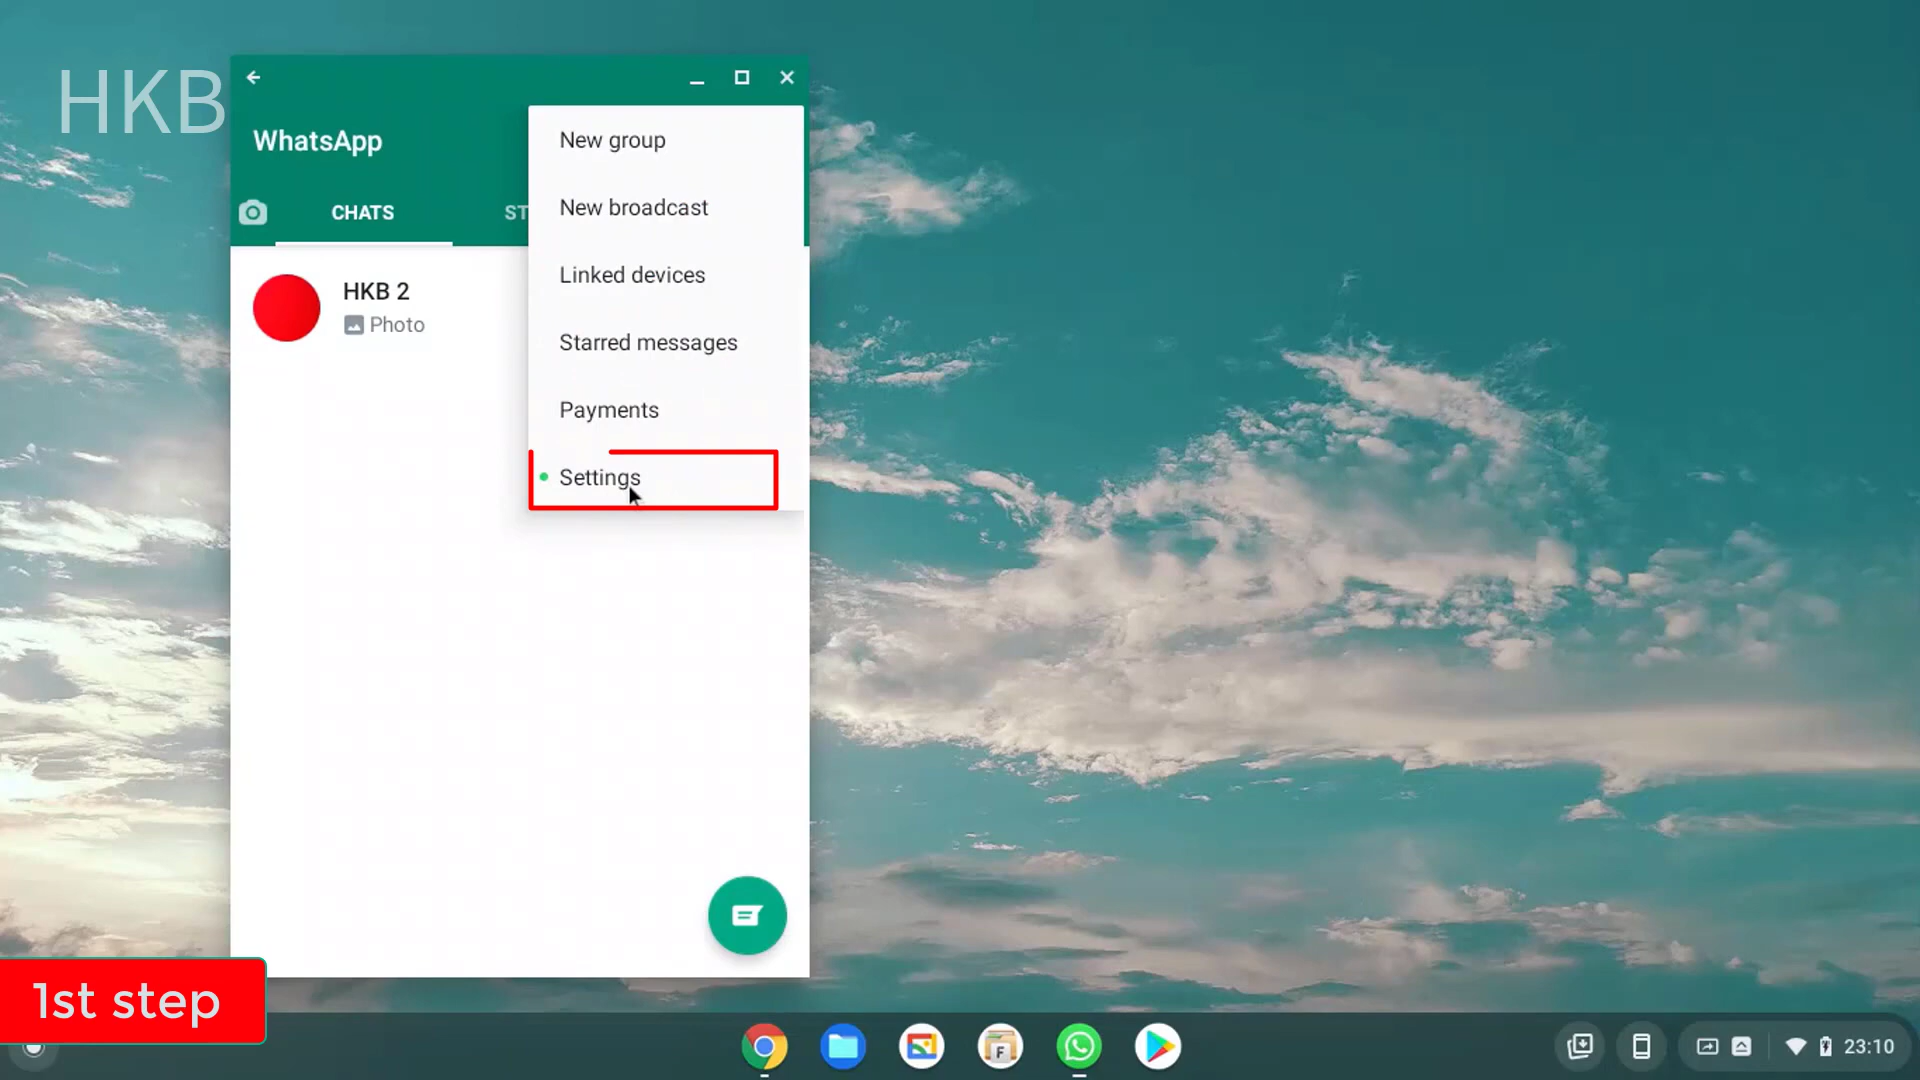 HKB
WhatsApp
CHATS
ST
HKB 2
Photo
New group
New broadcast
Linked devices
Starred messages
Payments
Settings
1st step
F
23:10